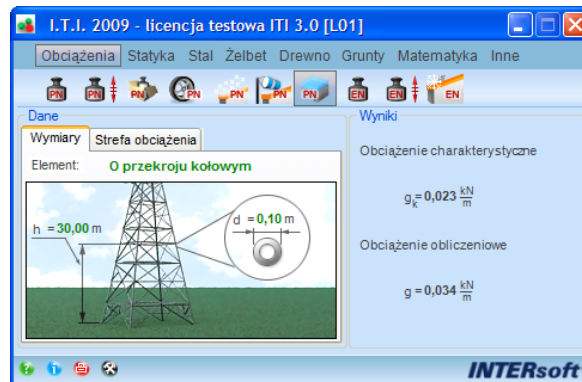 I.T.I. 2009 - licencja testowa ITI 3.0 [L01]
Obciążenia Statyka Stal Żelbet Drewno Grunty Matematyka Inne
PN PN PN PN PN PN PN EN EN EN
Dane
Wymiary Strefa obciążenia
Element: O przekroju kołowym
h = 30,00 m
d = 0,10 m
Wyniki
Obciążenie charakterystyczne
gk = 0,023 kN/m
Obciążenie obliczeniowe
g = 0,034 kN/m
INTERsoft